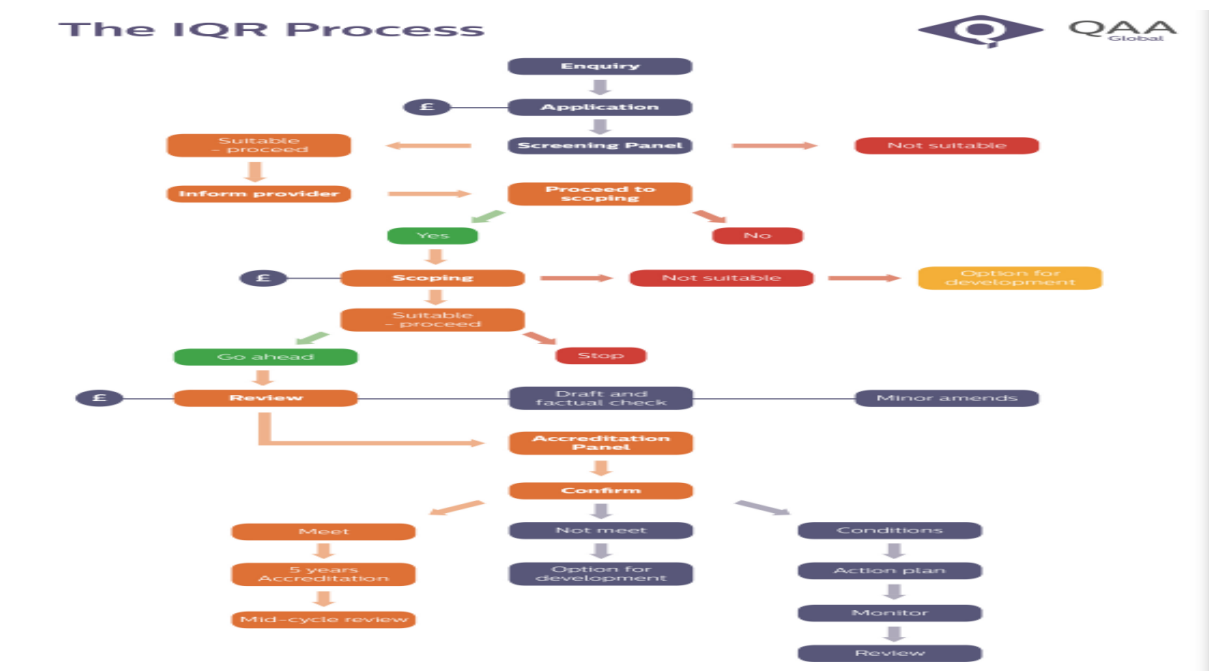 The IQR Process
QAA
Global
Enquiry
£
Application
Suitable
- proceed
Screening Panel
Not suitable
Inform provider
Proceed to
scoping
Yes
No
£
Scoping
Not suitable
Option for
development
Suitable
- proceed
Go ahead
Stop
£
Review
Draft and
factual check
Minor amends
Accreditation
Panel
Confirm
Meet
Not meet
Conditions
5 years
Accreditation
Option for
development
Action plan
Mid-cycle review
Monitor
Review